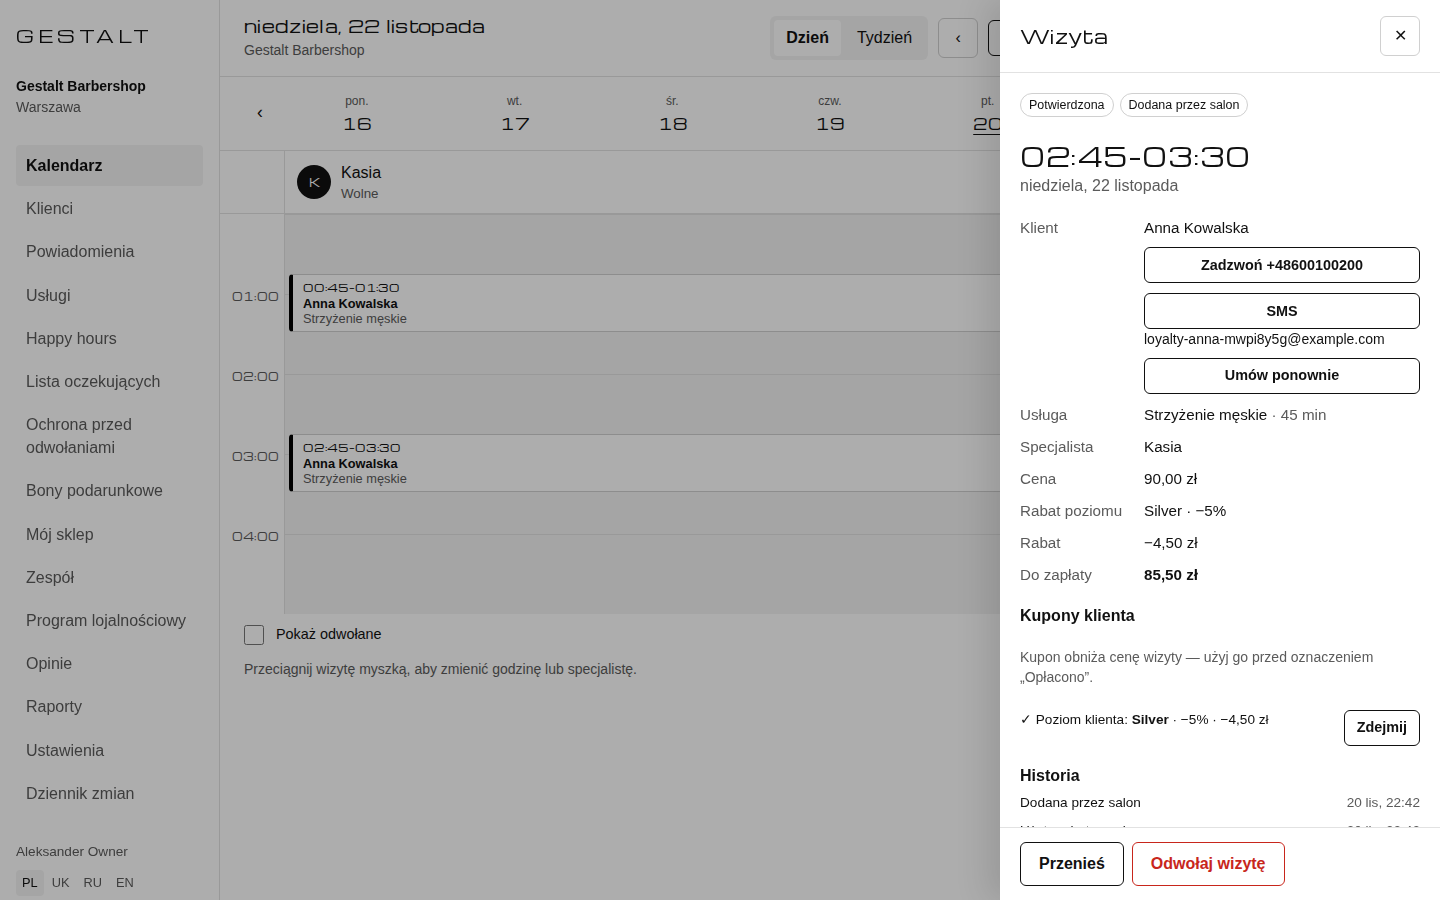 GESTALT
Gestalt Barbershop
Warszawa
Kalendarz
Klienci
Powiadomienia
Usługi
Happy hours
Lista oczekujących
Ochrona przed
odwołaniami
Bony podarunkowe
Mój sklep
Zespół
Program lojalnościowy
Opinie
Raporty
Ustawienia
Dziennik zmian
Aleksander Owner
PL UK RU EN
niedziela, 22 listopada
Gestalt Barbershop
Dzień Tydzień ‹
‹ pon. wt. śr. czw. pt.
16 17 18 19 20
K Kasia
Wolne
01:00
02:00
03:00
04:00
00:45-01:30
Anna Kowalska
Strzyżenie męskie
02:45-03:30
Anna Kowalska
Strzyżenie męskie
Pokaż odwołane
Przeciągnij wizytę myszką, aby zmienić godzinę lub specjalistę.
Wizyta ✕
Potwierdzona Dodana przez salon
02:45-03:30
niedziela, 22 listopada
Klient Anna Kowalska
Zadzwoń +48600100200
SMS
loyalty-anna-mwpi8y5g@example.com
Umów ponownie
Usługa Strzyżenie męskie · 45 min
Specjalista Kasia
Cena 90,00 zł
Rabat poziomu Silver · −5%
Rabat −4,50 zł
Do zapłaty 85,50 zł
Kupony klienta
Kupon obniża cenę wizyty — użyj go przed oznaczeniem
„Opłacono”.
✓ Poziom klienta: Silver · −5% · −4,50 zł Zdejmij
Historia
Dodana przez salon 20 lis, 22:42
Przenieś Odwołaj wizytę